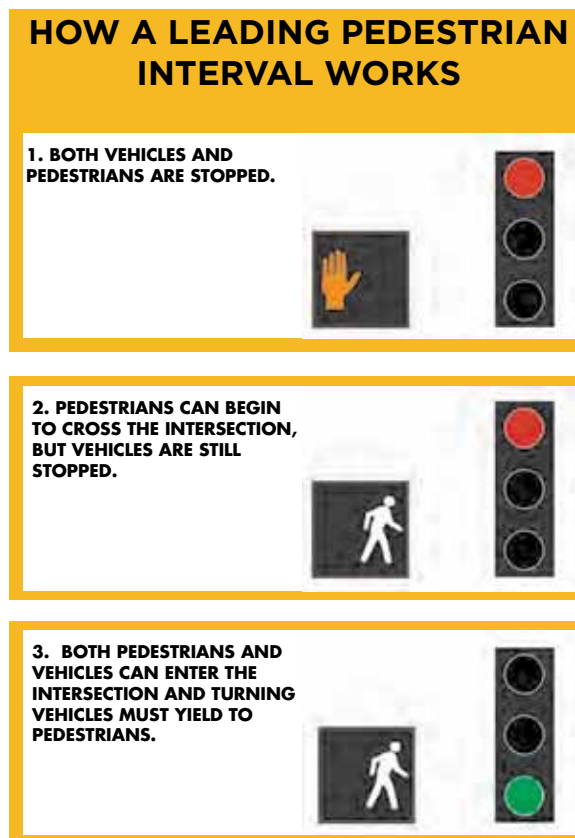 HOW A LEADING PEDESTRIAN
INTERVAL WORKS
1. BOTH VEHICLES AND
PEDESTRIANS ARE STOPPED.
2. PEDESTRIANS CAN BEGIN
TO CROSS THE INTERSECTION,
BUT VEHICLES ARE STILL
STOPPED.
3. BOTH PEDESTRIANS AND
VEHICLES CAN ENTER THE
INTERSECTION AND TURNING
VEHICLES MUST YIELD TO
PEDESTRIANS.